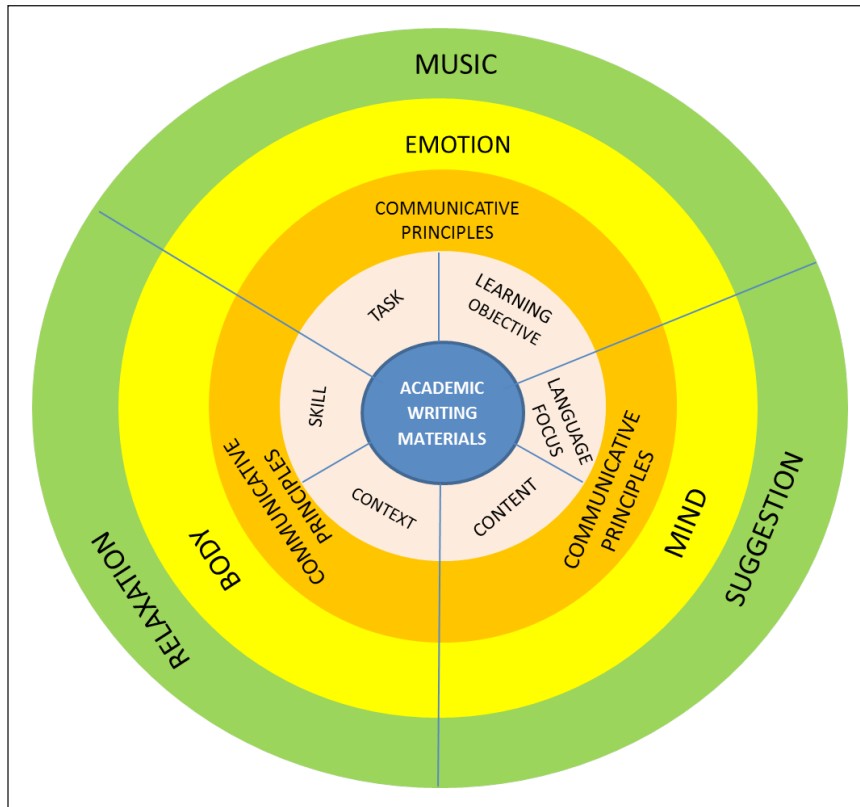 MUSIC
EMOTION
COMMUNICATIVE
PRINCIPLES
TASK
LEARNING
OBJECTIVE
SKILL
ACADEMIC
WRITING
MATERIALS
LANGUAGE
FOCUS
CONTEXT
CONTENT
COMMUNICATIVE
PRINCIPLES
COMMUNICATIVE
PRINCIPLES
BODY
MIND
RELAXATION
SUGGESTION